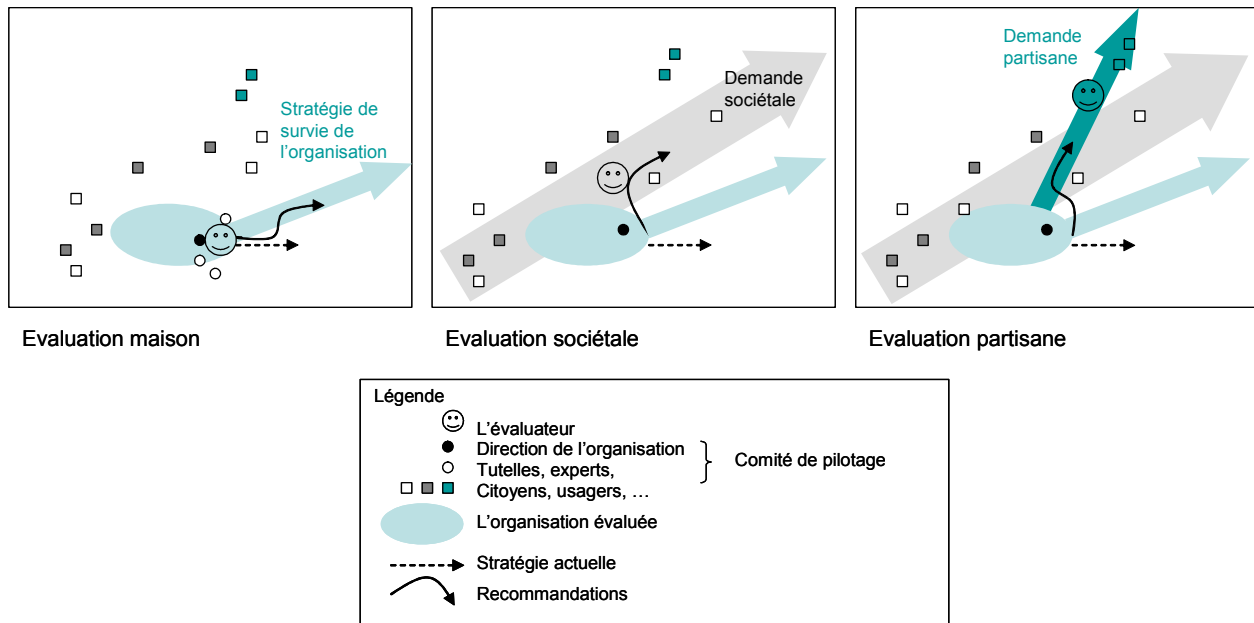 Stratégie de
survie de
l'organisation
Demande
sociétale
Demande
partisane
Evaluation maison
Evaluation sociétale
Evaluation partisane
Légende
L'évaluateur
Direction de l'organisation
Tutelles, experts,
Comité de pilotage
Citoyens, usagers, …
L'organisation évaluée
Stratégie actuelle
Recommandations